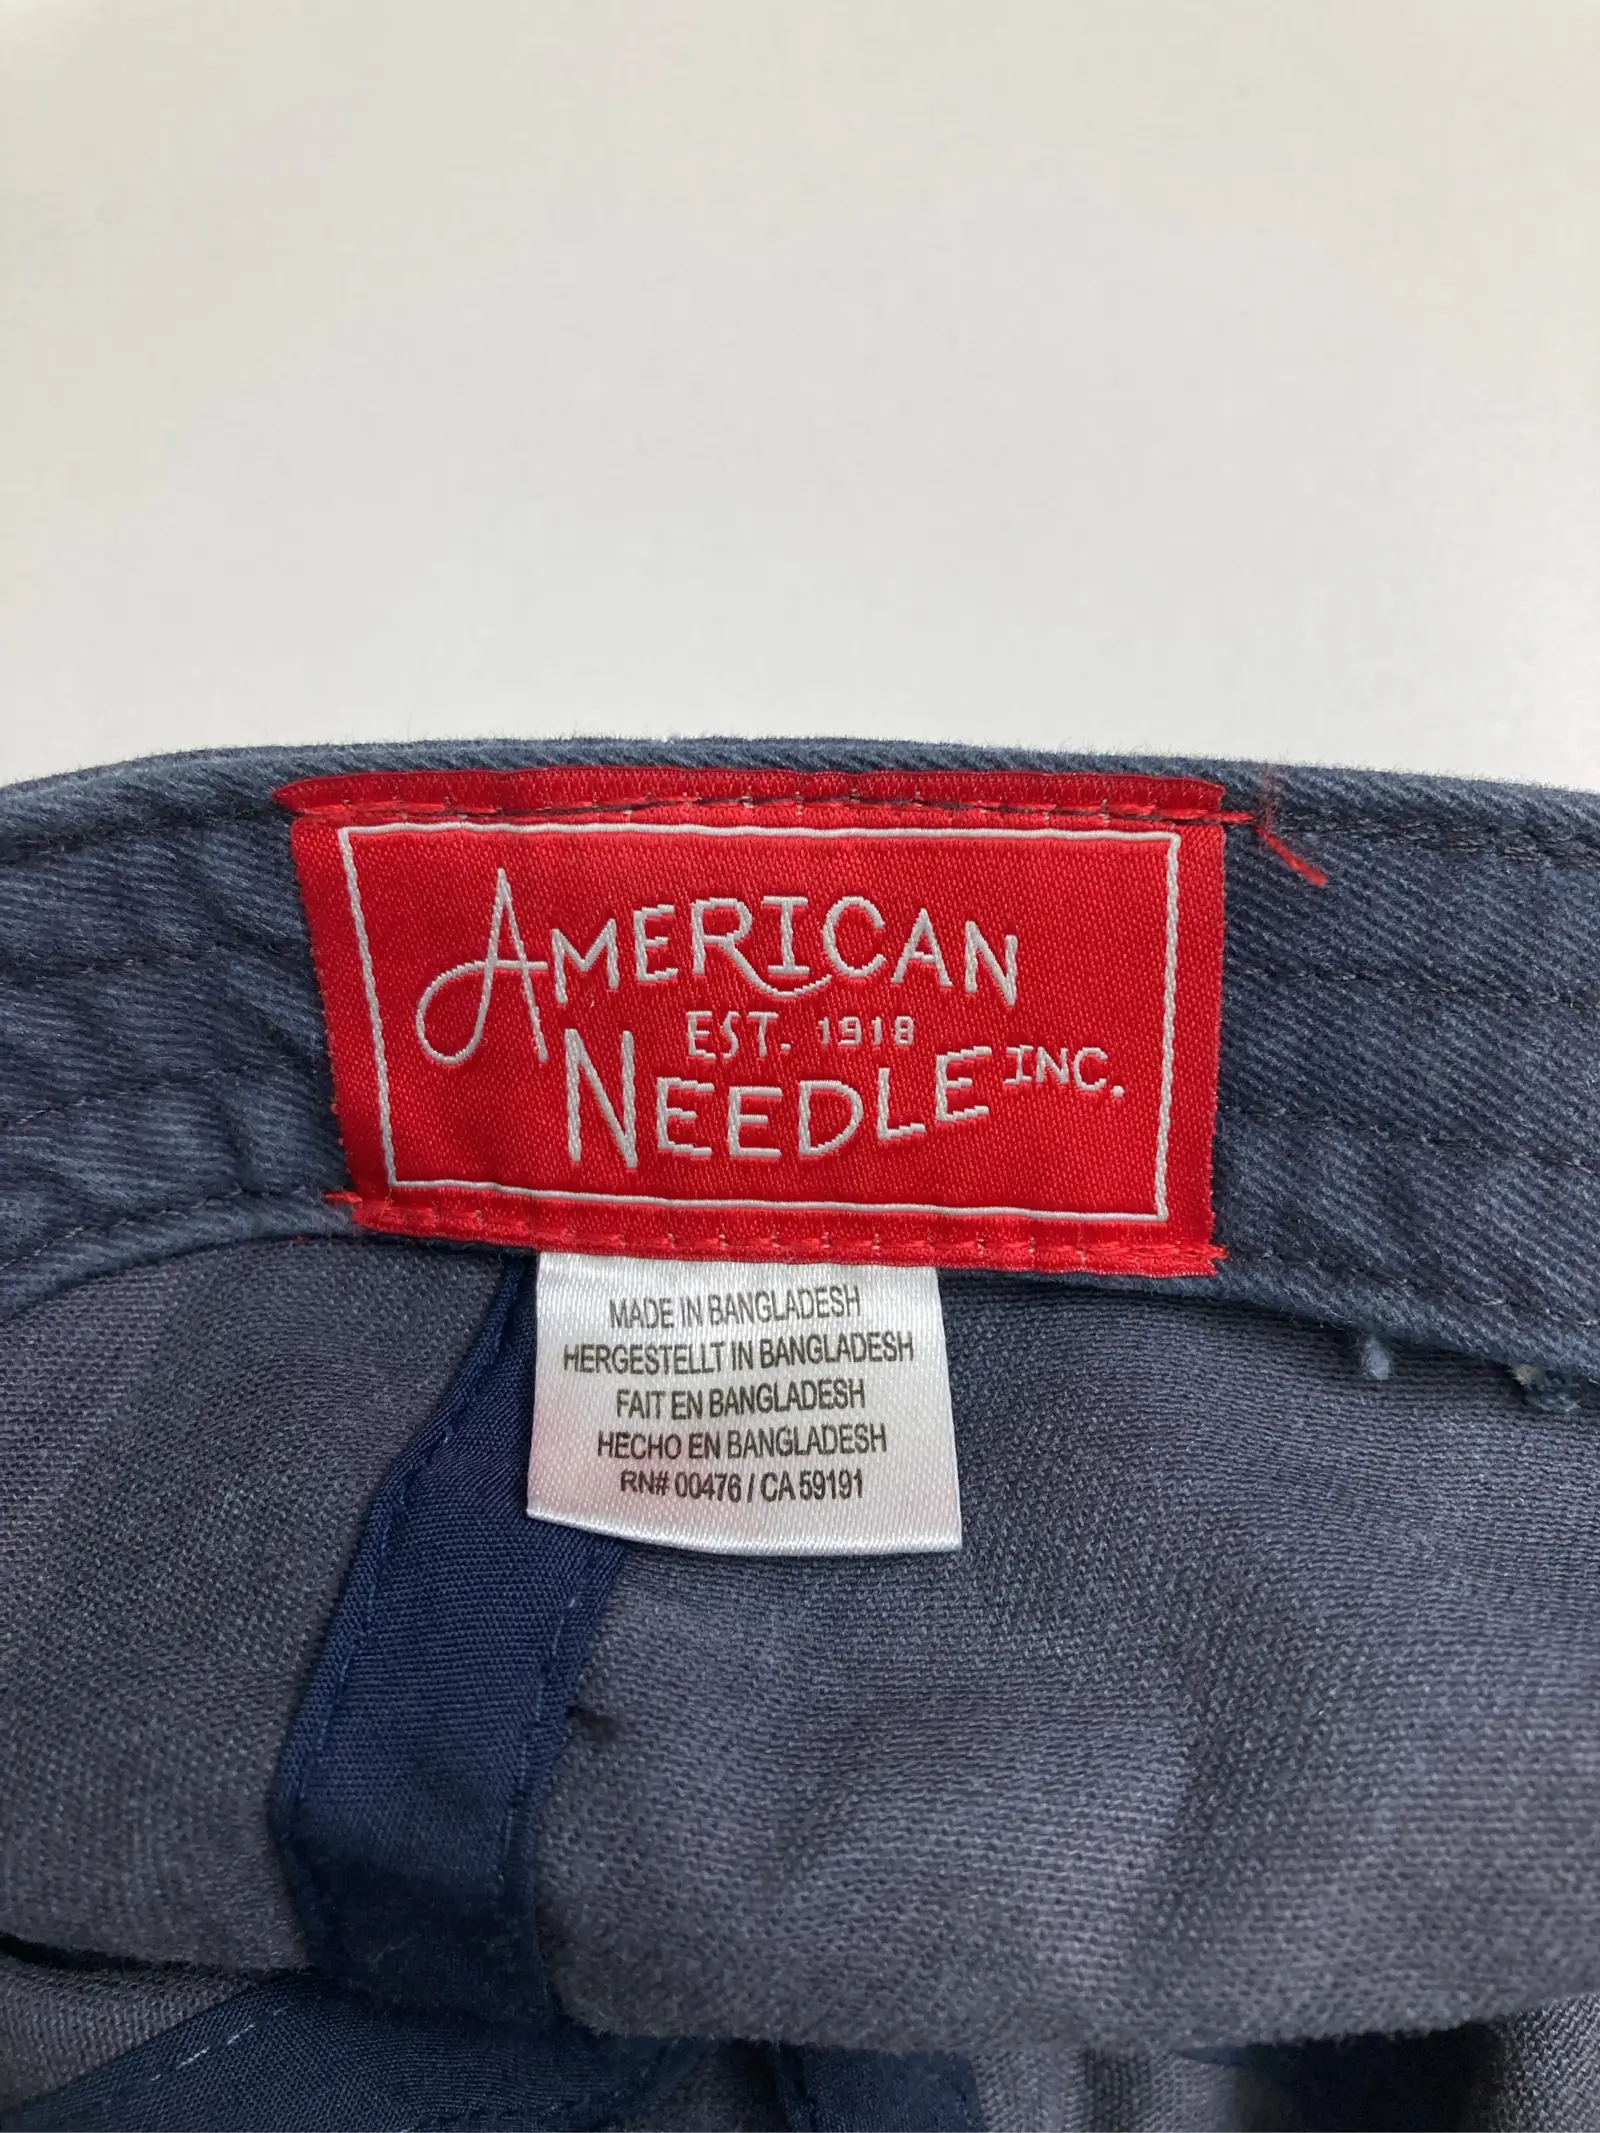 AMERICAN
EST. 1918
NEEDLE INC.
MADE IN BANGLADESH
HERGESTELLT IN BANGLADESH
FAIT EN BANGLADESH
HECHO EN BANGLADESH
RN# 00476 / CA 59191